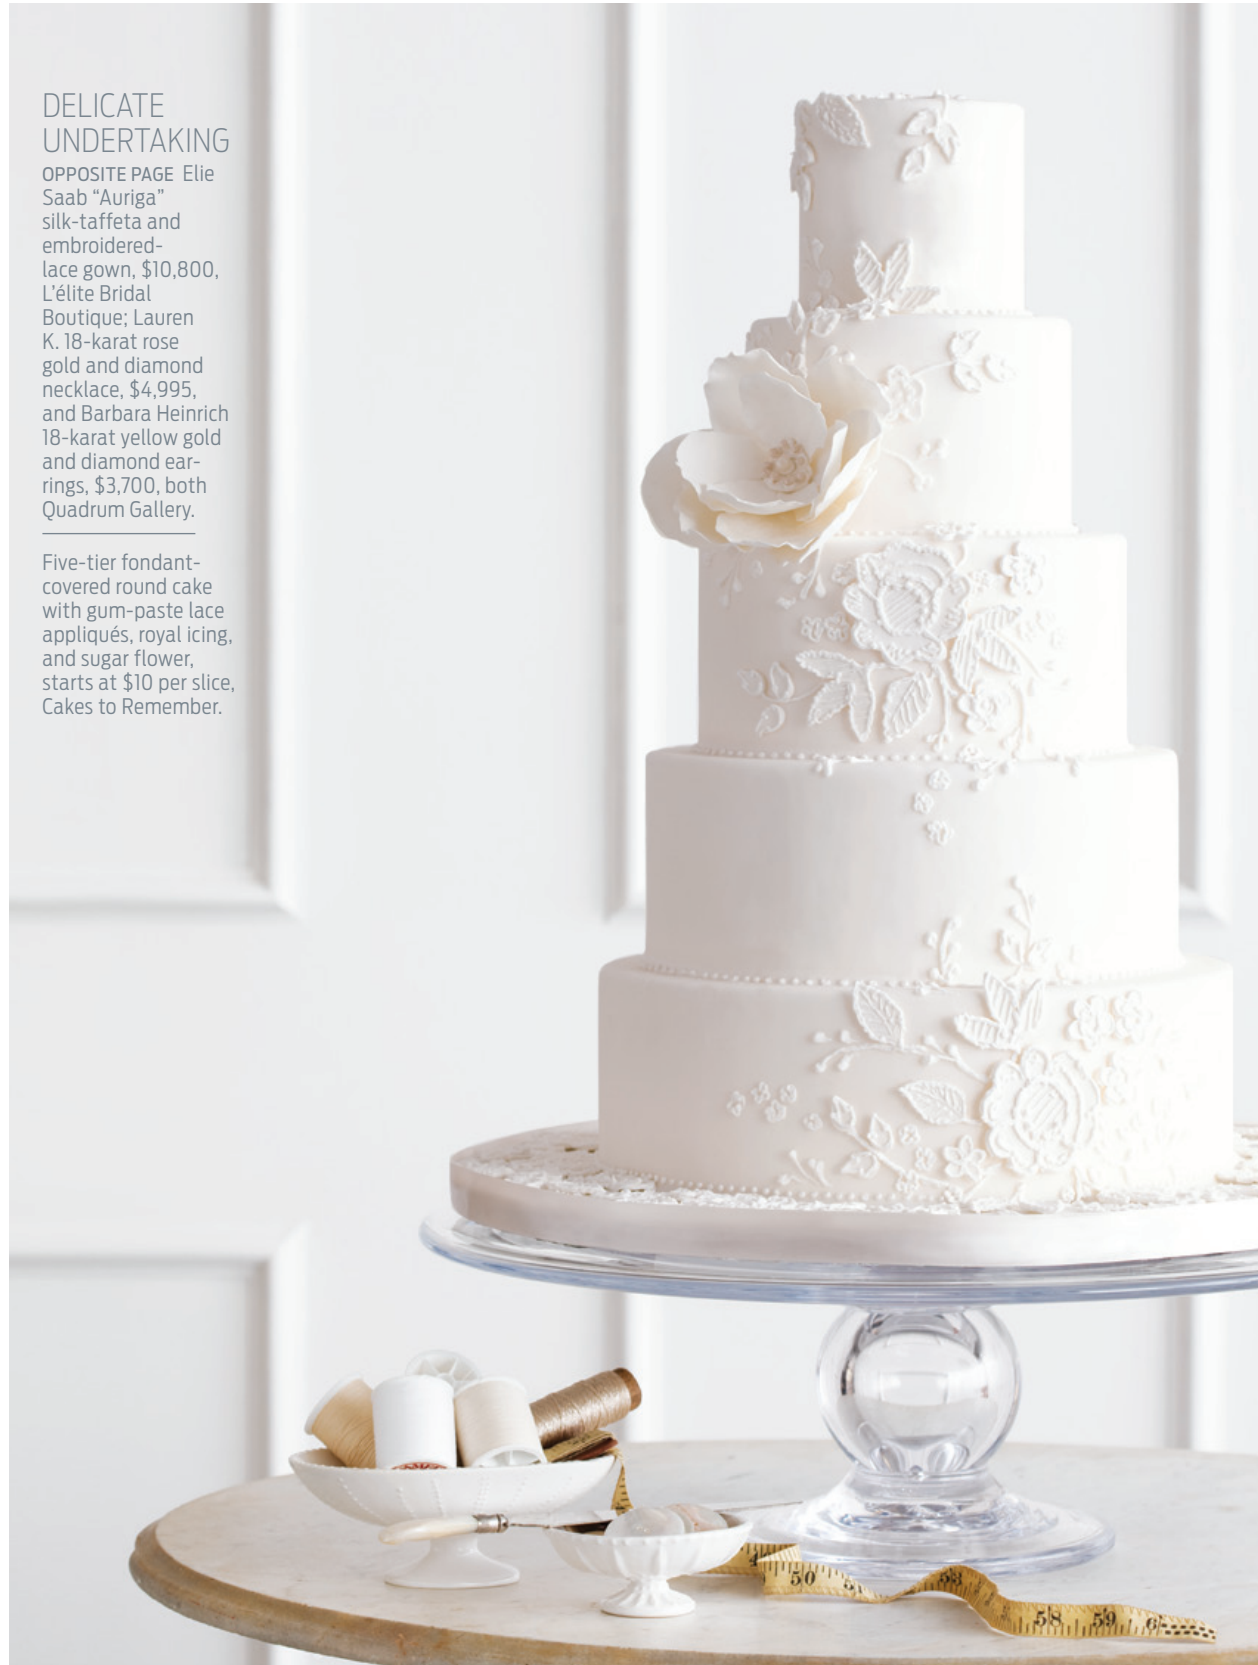 DELICATE
UNDERTAKING
OPPOSITE PAGE Elie
Saab “Auriga”
silk-taffeta and
embroidered-
lace gown, $10,800,
L’élite Bridal
Boutique; Lauren
K. 18-karat rose
gold and diamond
necklace, $4,995,
and Barbara Heinrich
18-karat yellow gold
and diamond ear-
rings, $3,700, both
Quadrum Gallery.
Five-tier fondant-
covered round cake
with gum-paste lace
appliqués, royal icing,
and sugar flower,
starts at $10 per slice,
Cakes to Remember.
50
58 59